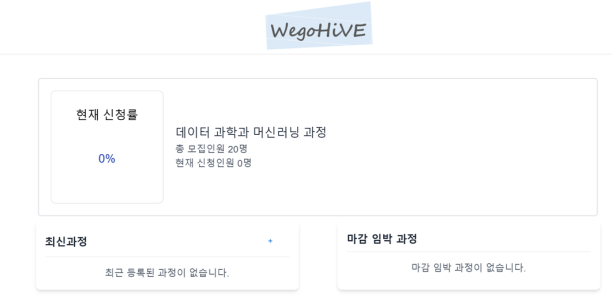 WegoHiVE
현재 신청률
0%
데이터 과학과 머신러닝 과정
총 모집인원 20명
현재 신청인원 0명
최신과정
+
최근 등록된 과정이 없습니다.
마감 임박 과정
마감 임박 과정이 없습니다.